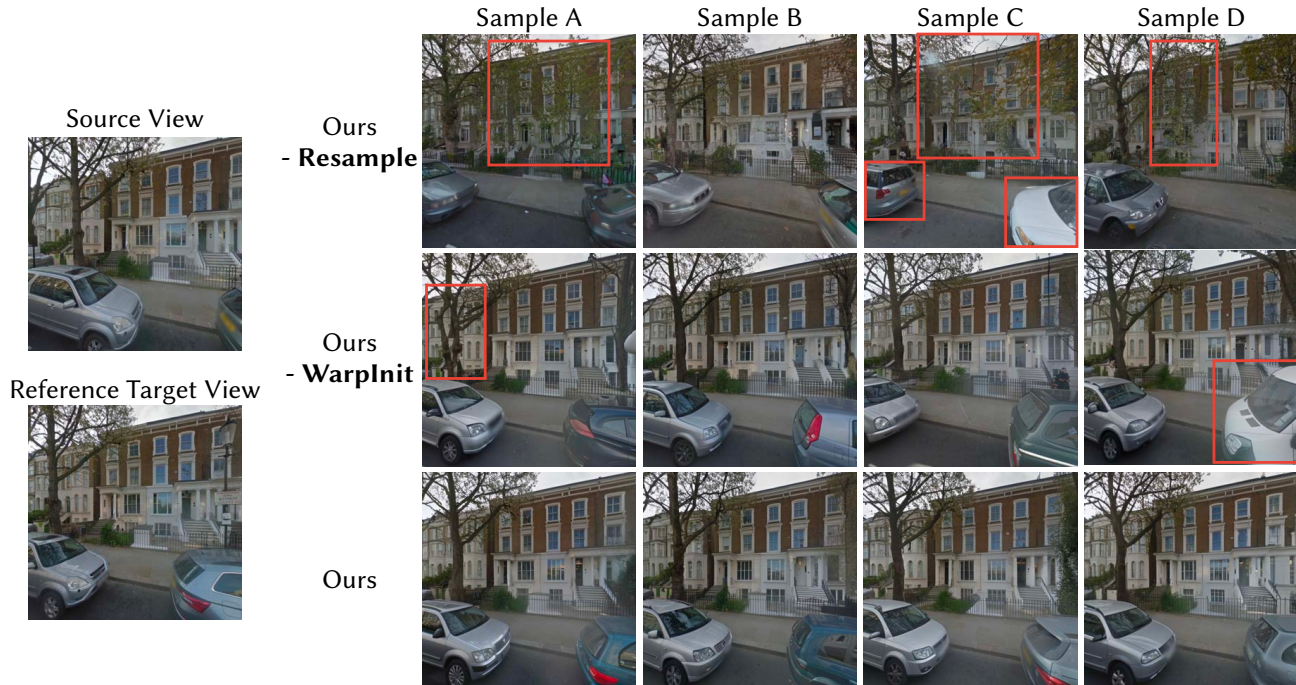 Sample A
Sample B
Sample C
Sample D
Source View
Ours
- Resample
Reference Target View
Ours
- WarpInit
Ours